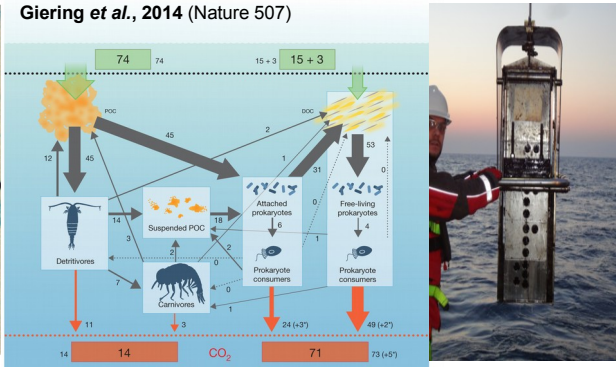 Giering et al., 2014 (Nature 507)
74 74
15 + 3 15 + 3
POC
DOC
2
45
53
1
12
45
31
0
Attached
prokaryotes
Free-living
prokaryotes
14
18
Suspended POC
6
4
3
2
2
1
Detritivores
0
Prokaryote
consumers
Prokaryote
consumers
7
0
Carnivores
1
11
3
24 (+3*)
49 (+2*)
14 14
CO2
71
73 (+5*)